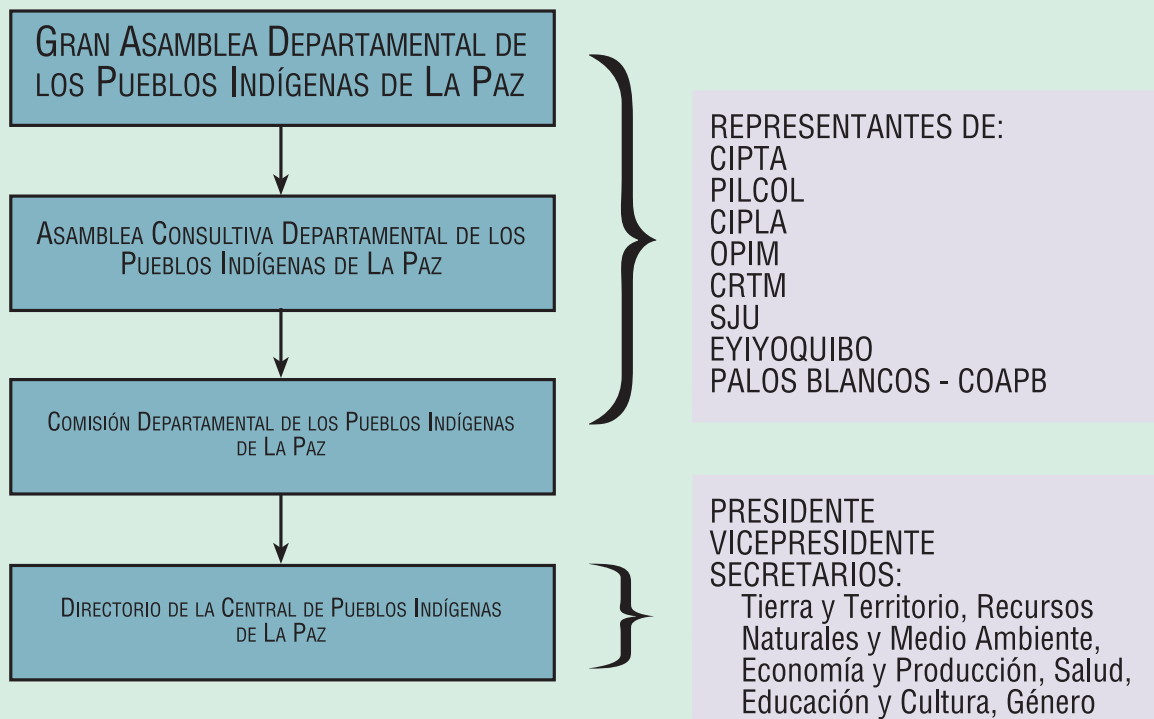 GRAN ASAMBLEA DEPARTAMENTAL DE
LOS PUEBLOS INDÍGENAS DE LA PAZ
ASAMBLEA CONSULTIVA DEPARTAMENTAL DE LOS
PUEBLOS INDÍGENAS DE LA PAZ
COMISIÓN DEPARTAMENTAL DE LOS PUEBLOS INDÍGENAS
DE LA PAZ
DIRECTORIO DE LA CENTRAL DE PUEBLOS INDÍGENAS
DE LA PAZ
REPRESENTANTES DE:
CIPTA
PILCOL
CIPLA
OPIM
CRTM
SJU
EYIYOQUIBO
PALOS BLANCOS - COAPB
PRESIDENTE
VICEPRESIDENTE
SECRETARIOS:
Tierra y Territorio, Recursos
Naturales y Medio Ambiente,
Economía y Producción, Salud,
Educación y Cultura, Género